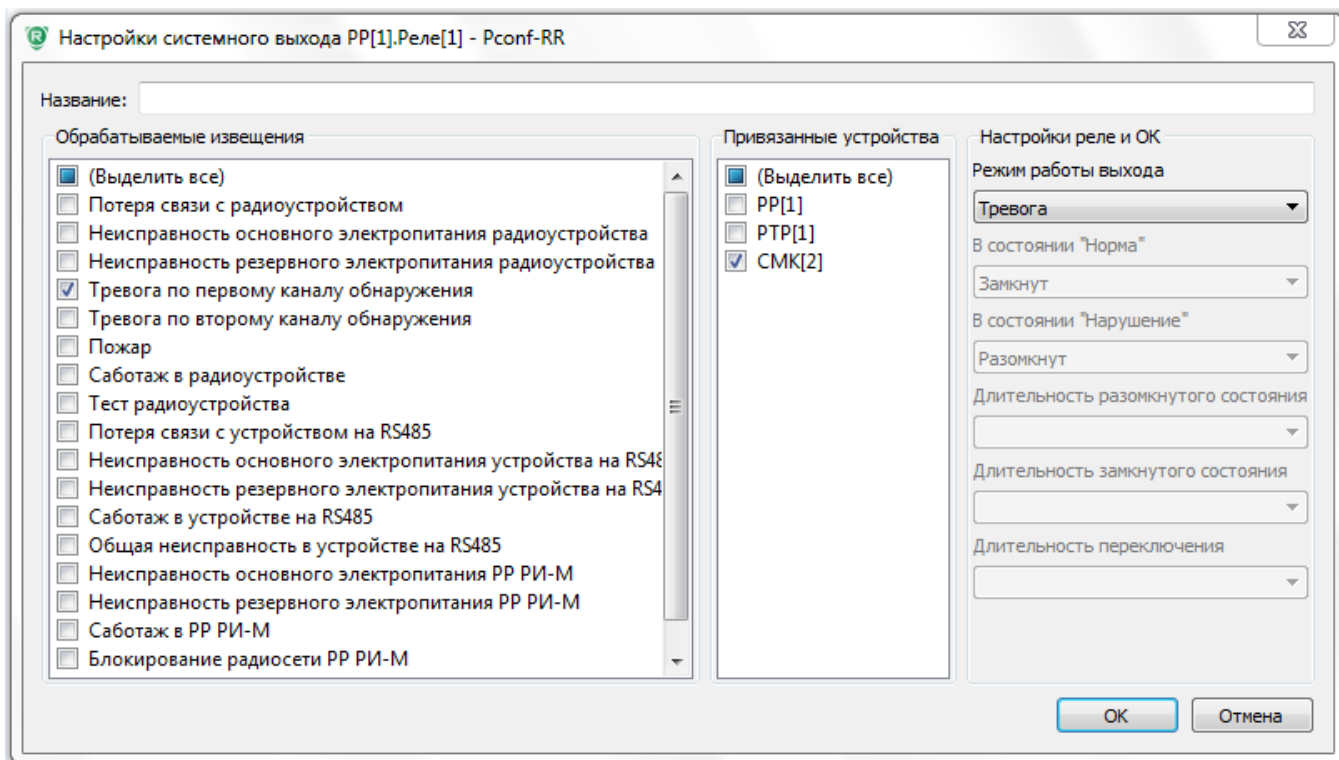 Настройки системного выхода РР[1].Реле[1] - Pconf-RR
Название:
Обрабатываемые извещения
(Выделить все)
Потеря связи с радиоустройством
Неисправность основного электропитания радиоустройства
Неисправность резервного электропитания радиоустройства
Тревога по первому каналу обнаружения
Тревога по второму каналу обнаружения
Пожар
Саботаж в радиоустройстве
Тест радиоустройства
Потеря связи с устройством на RS485
Неисправность основного электропитания устройства на RS48
Неисправность резервного электропитания устройства на RS4
Саботаж в устройстве на RS485
Общая неисправность в устройстве на RS485
Неисправность основного электропитания РР РИ-М
Неисправность резервного электропитания РР РИ-М
Саботаж в РР РИ-М
Блокирование радиосети РР РИ-М
Привязанные устройства
(Выделить все)
РР[1]
РТР[1]
СМК[2]
Настройки реле и ОК
Режим работы выхода
Тревога
В состоянии "Норма"
Замкнут
В состоянии "Нарушение"
Разомкнут
Длительность разомкнутого состояния
Длительность замкнутого состояния
Длительность переключения
ОК
Отмена